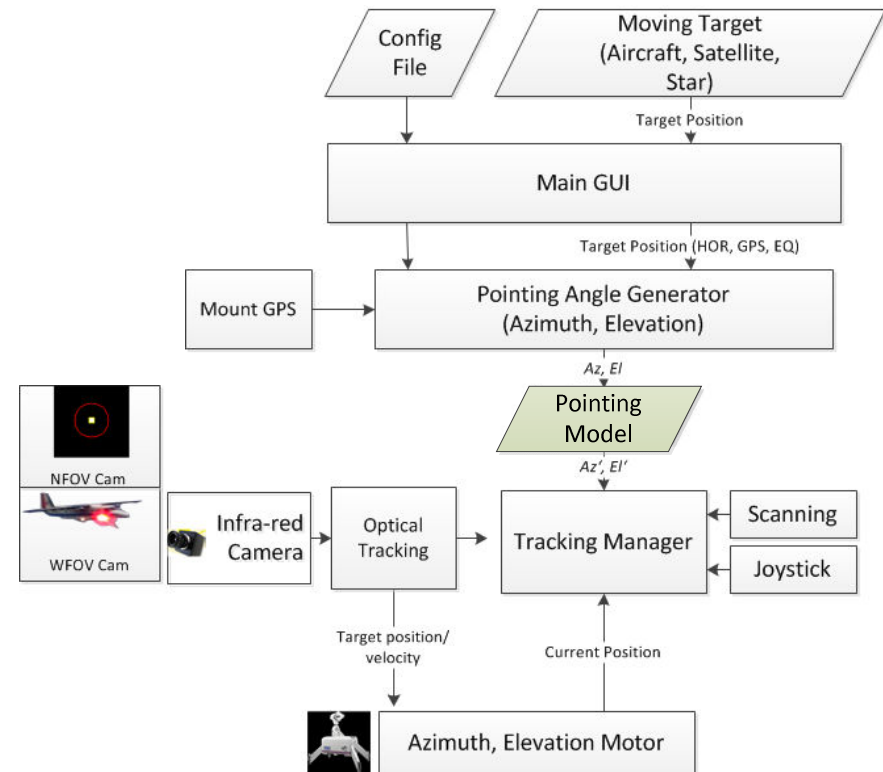 Config
File
Moving Target
(Aircraft, Satellite,
Star)
Target Position
Main GUI
Target Position (HOR, GPS, EQ)
Mount GPS
Pointing Angle Generator
(Azimuth, Elevation)
Az, El
Pointing
Model
Az', El'
NFOV Cam
WFOV Cam
Infra-red
Camera
Optical
Tracking
Tracking Manager
Scanning
Joystick
Target position/
velocity
Current Position
Azimuth, Elevation Motor